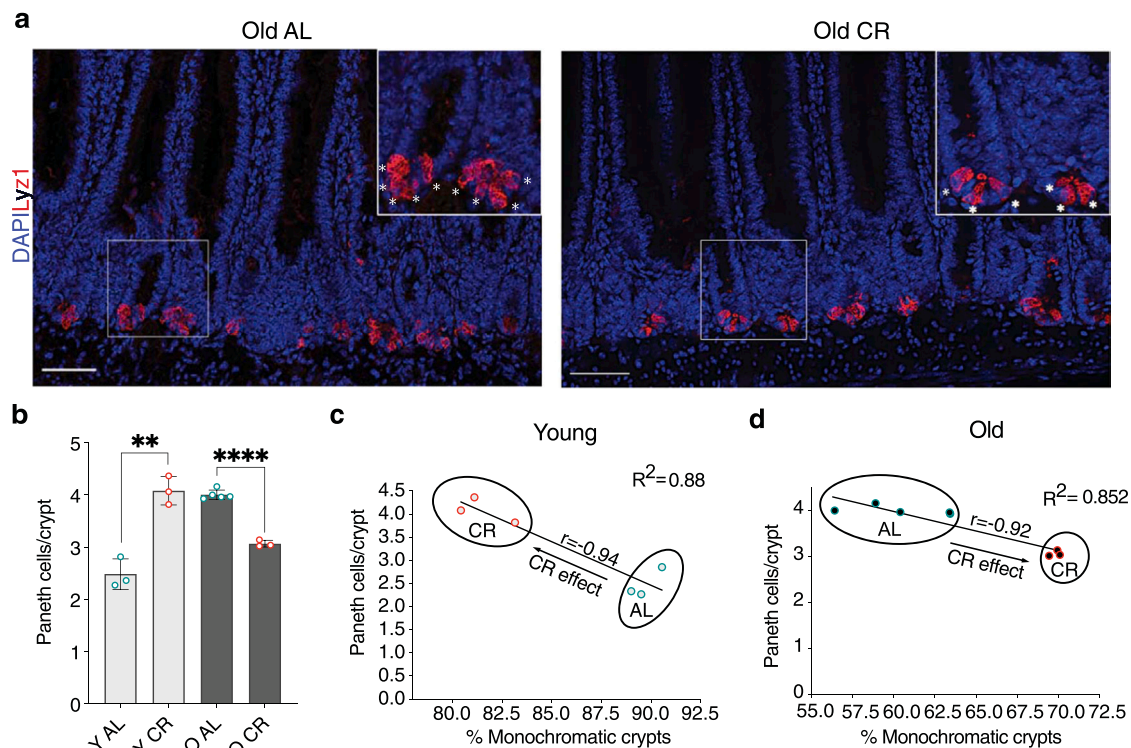 a
Old AL
Old CR
DAPILyz1
b
**
****
5
4
3
2
1
0
Paneth cells/crypt
Y AL
Y CR
O AL
O CR
c
Young
R²=0.88
4.5
4.0
3.5
3.0
2.5
2.0
1.5
1.0
0.5
0.0
Paneth cells/crypt
CR
r=-0.94
CR effect
AL
80.0 82.5 85.0 87.5 90.0 92.5
% Monochromatic crypts
d
Old
R²=0.852
4
3
2
1
0
Paneth cells/crypt
AL
r=-0.92
CR effect
CR
55.0 57.5 60.0 62.5 65.0 67.5 70.0 72.5
% Monochromatic crypts